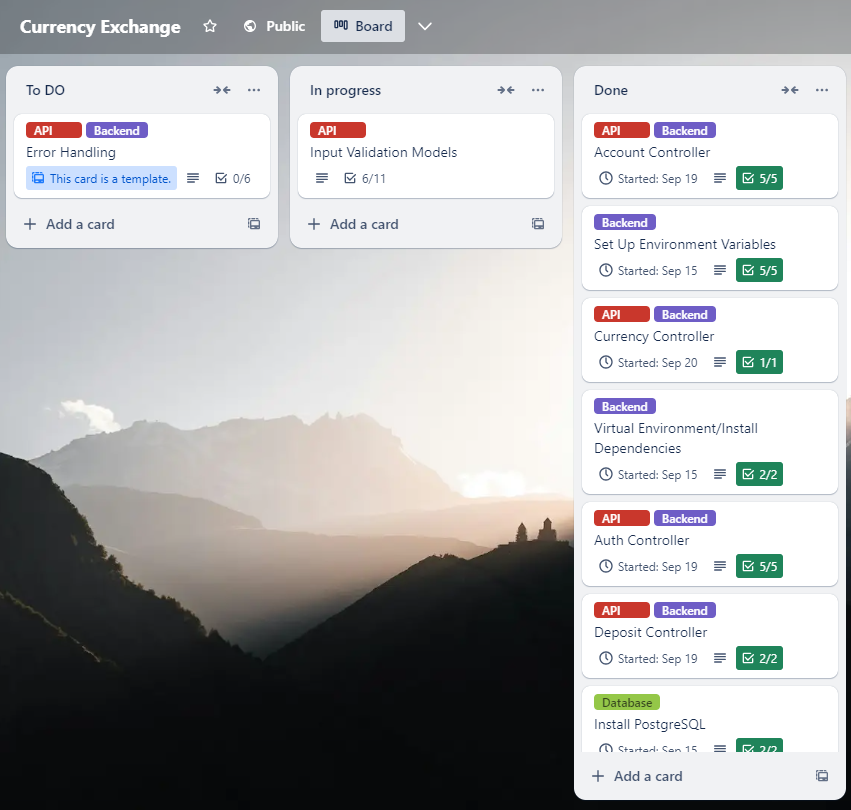 Currency Exchange
Public
Board
To DO
API Backend
Error Handling
This card is a template. 0/6
Add a card
In progress
API
Input Validation Models
6/11
Add a card
Done
API Backend
Account Controller
Started: Sep 19 5/5
Backend
Set Up Environment Variables
Started: Sep 15 5/5
API Backend
Currency Controller
Started: Sep 20 1/1
Backend
Virtual Environment/Install
Dependencies
Started: Sep 15 2/2
API Backend
Auth Controller
Started: Sep 19 5/5
API Backend
Deposit Controller
Started: Sep 19 2/2
Database
Install PostgreSQL
Started: Sep 15 2/2
Add a card